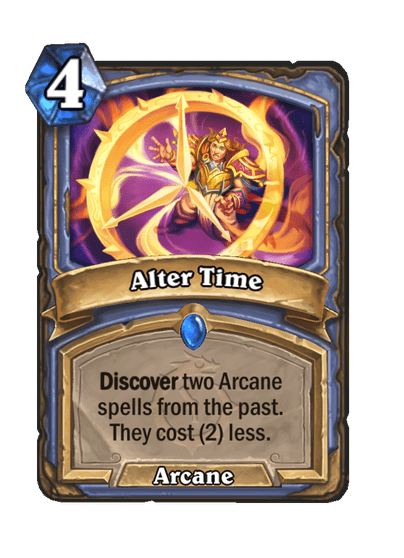 4
Alter Time
Discover two Arcane
spells from the past.
They cost (2) less.
Arcane